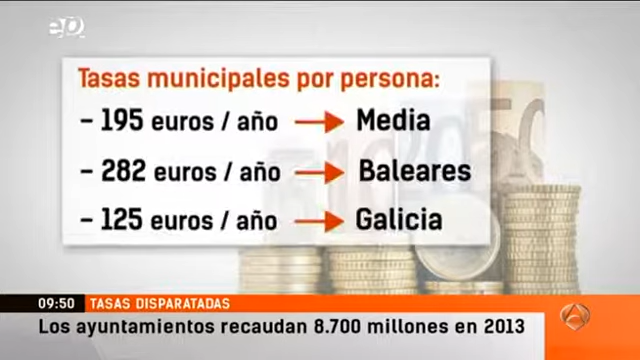 ep
Tasas municipales por persona:
- 195 euros / año → Media
- 282 euros / año → Baleares
- 125 euros / año → Galicia
09:50 TASAS DISPARATADAS
Los ayuntamientos recaudan 8.700 millones en 2013